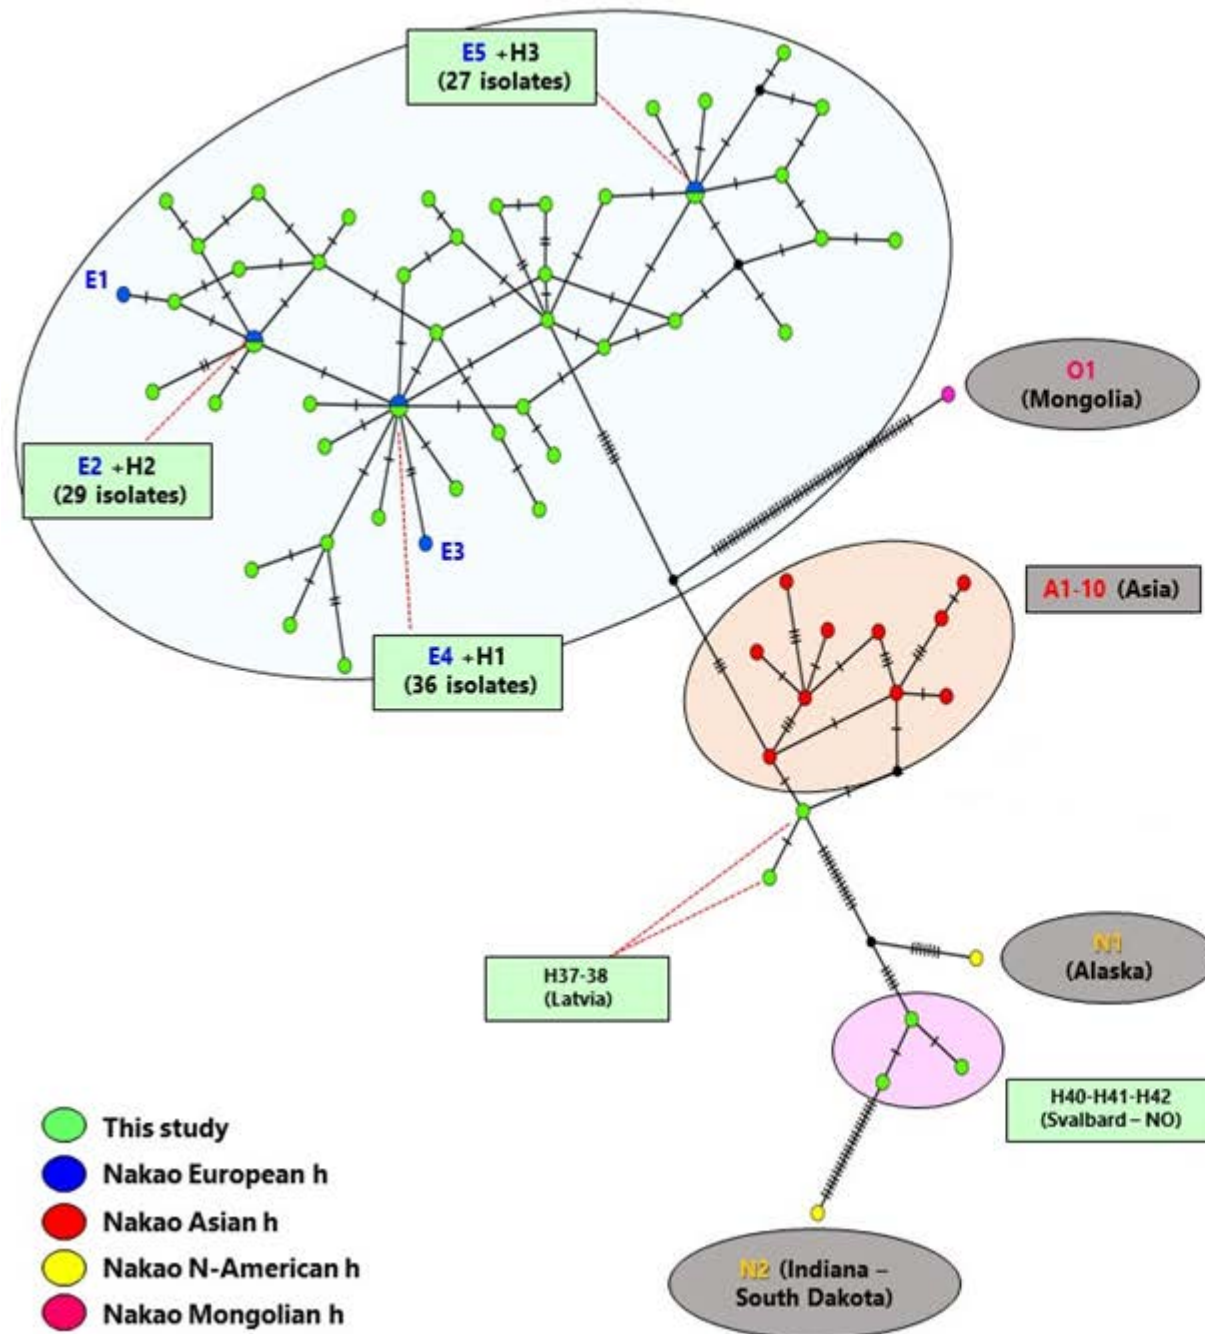 E5 +H3
(27 isolates)
E1
O1
(Mongolia)
E2 +H2
(29 isolates)
E3
A1-10 (Asia)
E4 +H1
(36 isolates)
H37-38
(Latvia)
N1
(Alaska)
H40-H41-H42
(Svalbard – NO)
N2 (Indiana –
South Dakota)
This study
Nakao European h
Nakao Asian h
Nakao N-American h
Nakao Mongolian h